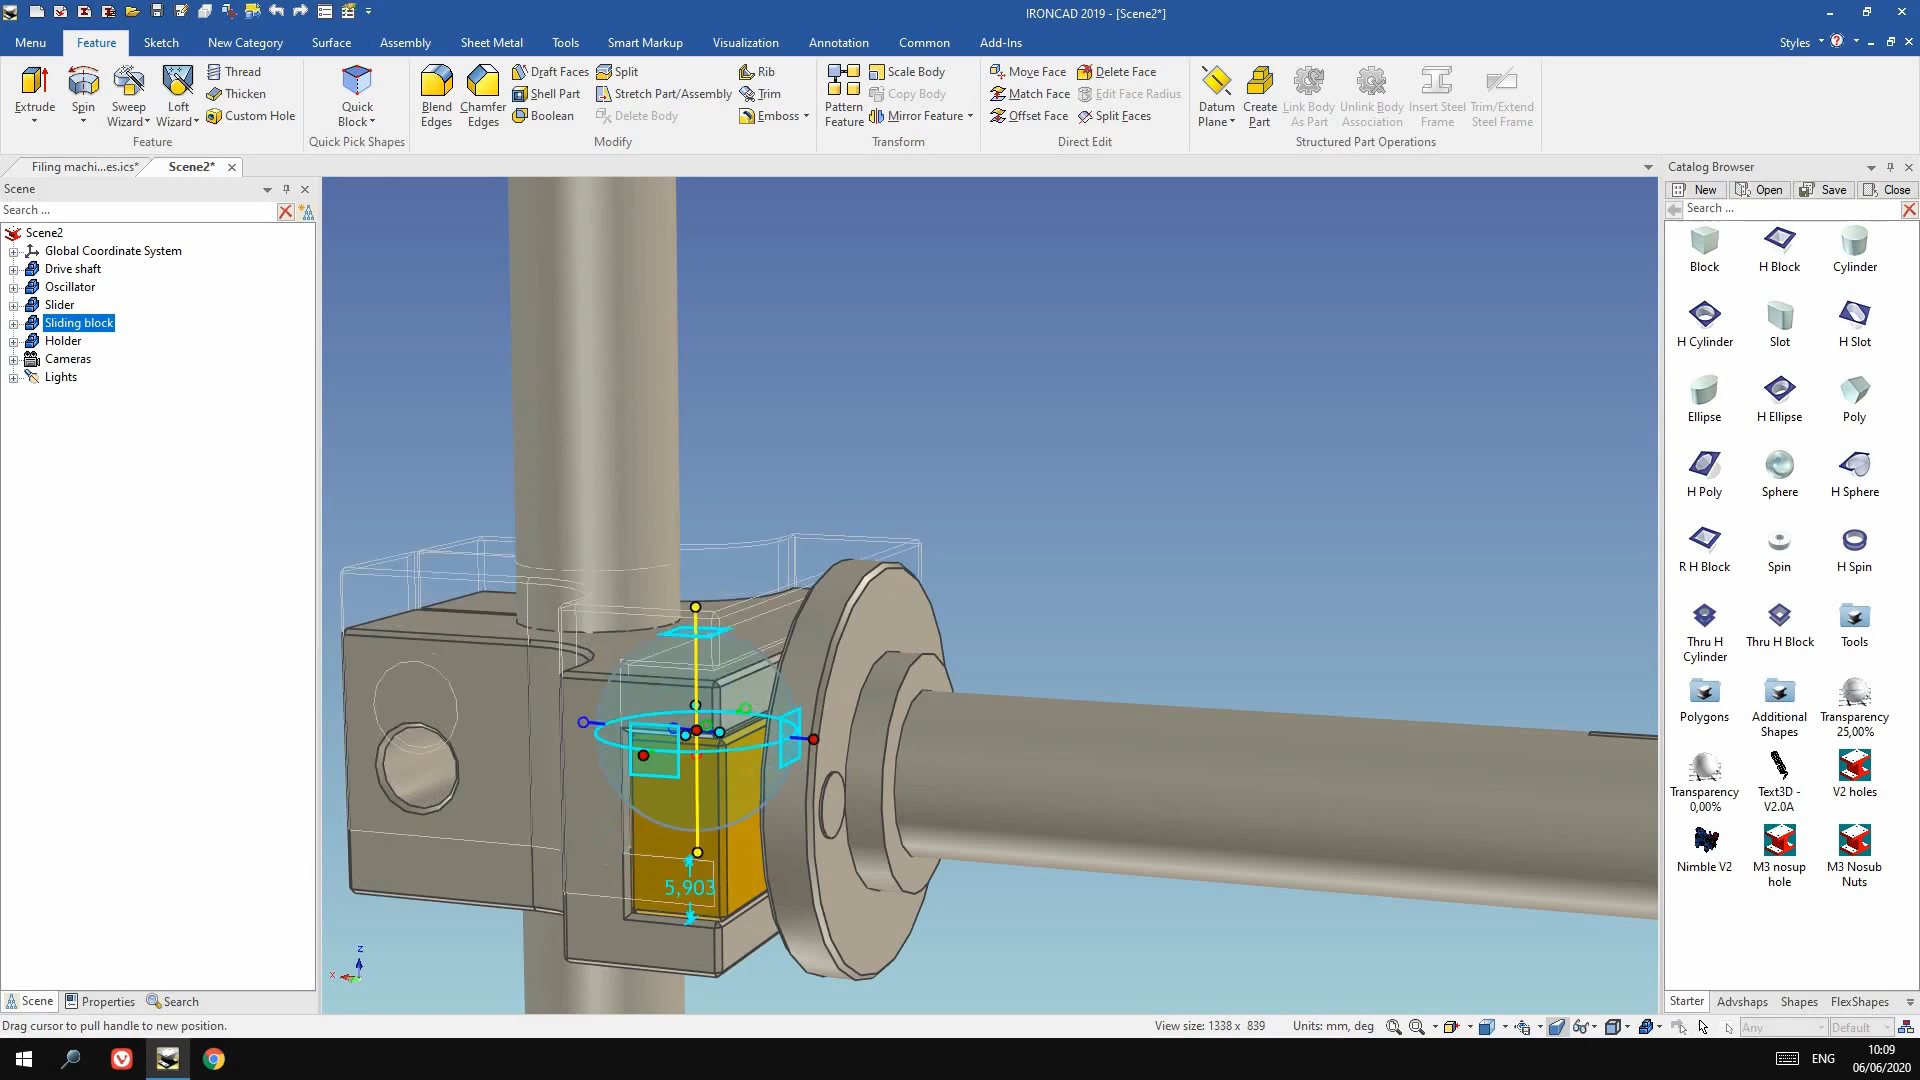 IRONCAD 2019 - [Scene2*]
Menu Feature Sketch New Category Surface Assembly Sheet Metal Tools Smart Markup Visualization Annotation Common Add-Ins Styles
Extrude Spin Sweep Wizard Loft Wizard Thread Thicken Custom Hole
Feature
Quick Block
Quick Pick Shapes
Blend Edges Chamfer Edges Draft Faces Shell Part Boolean Split Stretch Part/Assembly Delete Body Rib Trim Emboss
Modify
Pattern Feature Scale Body Copy Body Mirror Feature
Transform
Move Face Match Face Offset Face Delete Face Edit Face Radius Split Faces
Direct Edit
Datum Plane Create Part Link Body As Part Unlink Body Association Insert Steel Frame Trim/Extend Steel Frame
Structured Part Operations
Filing machi...es.ics* Scene2*
Scene
Search ...
Scene2
Global Coordinate System
Drive shaft
Oscillator
Slider
Sliding block
Holder
Cameras
Lights
5,903
z
x
Catalog Browser
New Open Save Close
Search ...
Block H Block Cylinder
H Cylinder Slot H Slot
Ellipse H Ellipse Poly
H Poly Sphere H Sphere
R H Block Spin H Spin
Thru H Cylinder Thru H Block Tools
Polygons Additional Shapes Transparency 25,00%
Transparency 0,00% Text3D - V2.0A V2 holes
Nimble V2 M3 nosup hole M3 Nosub Nuts
Starter Advshaps Shapes FlexShapes
Scene Properties Search
Drag cursor to pull handle to new position.
View size: 1338 x 839 Units: mm, deg Any Default
ENG
10:09
06/06/2020